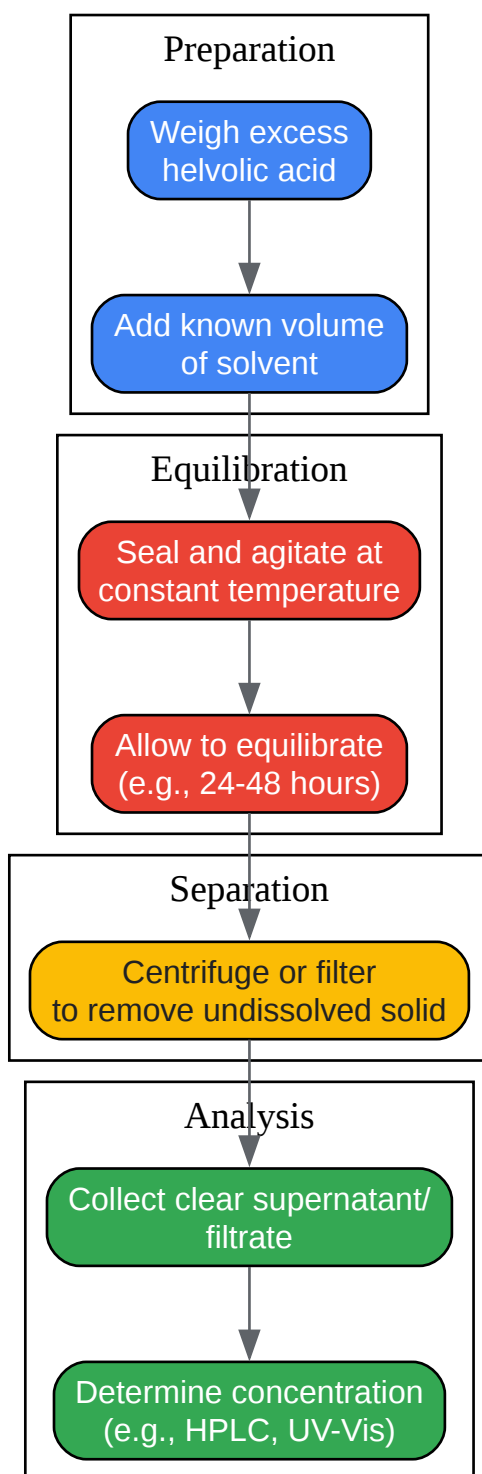 Preparation
Weigh excess
helvolic acid
Add known volume
of solvent
Equilibration
Seal and agitate at
constant temperature
Allow to equilibrate
(e.g., 24-48 hours)
Separation
Centrifuge or filter
to remove undissolved solid
Analysis
Collect clear supernatant/
filtrate
Determine concentration
(e.g., HPLC, UV-Vis)